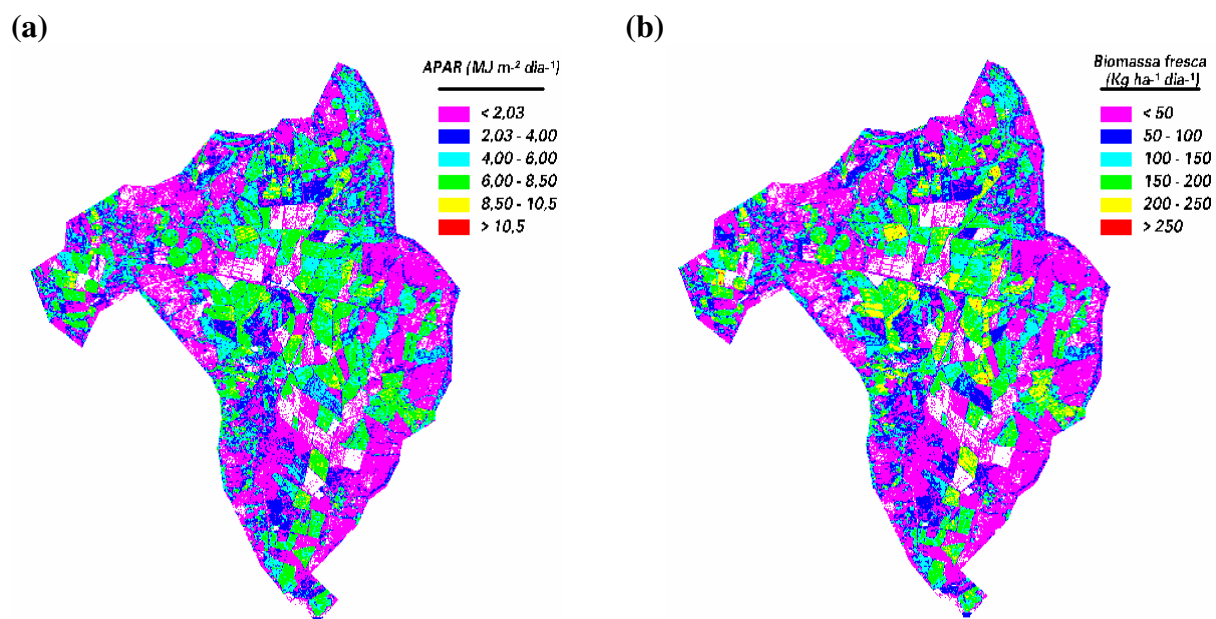 (a)
APAR (MJ m-² dia-¹)
< 2,03
2,03 - 4,00
4,00 - 6,00
6,00 - 8,50
8,50 - 10,5
> 10,5
(b)
Biomassa fresca
(Kg ha-¹ dia-¹)
< 50
50 - 100
100 - 150
150 - 200
200 - 250
> 250